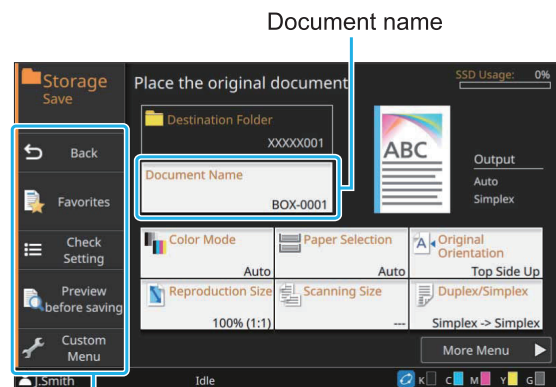 Document name
Storage
Save
Place the original document
SSD Usage: 0%
Destination Folder
XXXXX001
Document Name
BOX-0001
ABC
Output
Auto
Simplex
Back
Favorites
Check
Setting
Preview
before saving
Custom
Menu
Color Mode
Auto
Paper Selection
Auto
A
Original
Orientation
Top Side Up
Reproduction Size
100% (1:1)
Scanning Size
---
Duplex/Simplex
Simplex -> Simplex
More Menu
J.Smith
Idle
K C M Y G